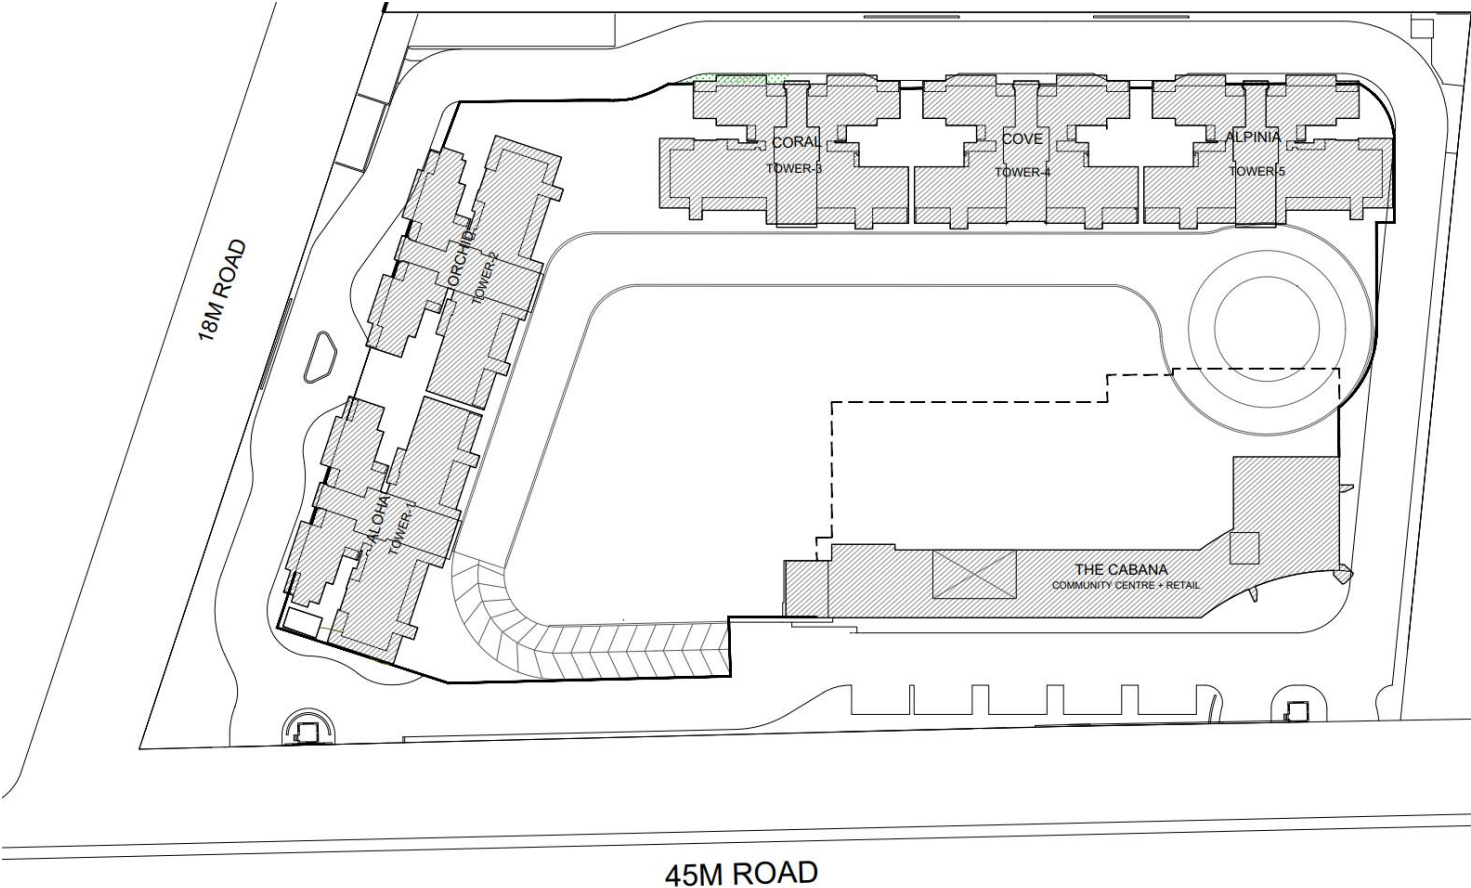 CORAL
TOWER-3
COVE
TOWER-4
ALPINIA
TOWER-5
ORCHID
TOWER-2
18M ROAD
ALOHA
TOWER-1
THE CABANA
COMMUNITY CENTRE + RETAIL
45M ROAD